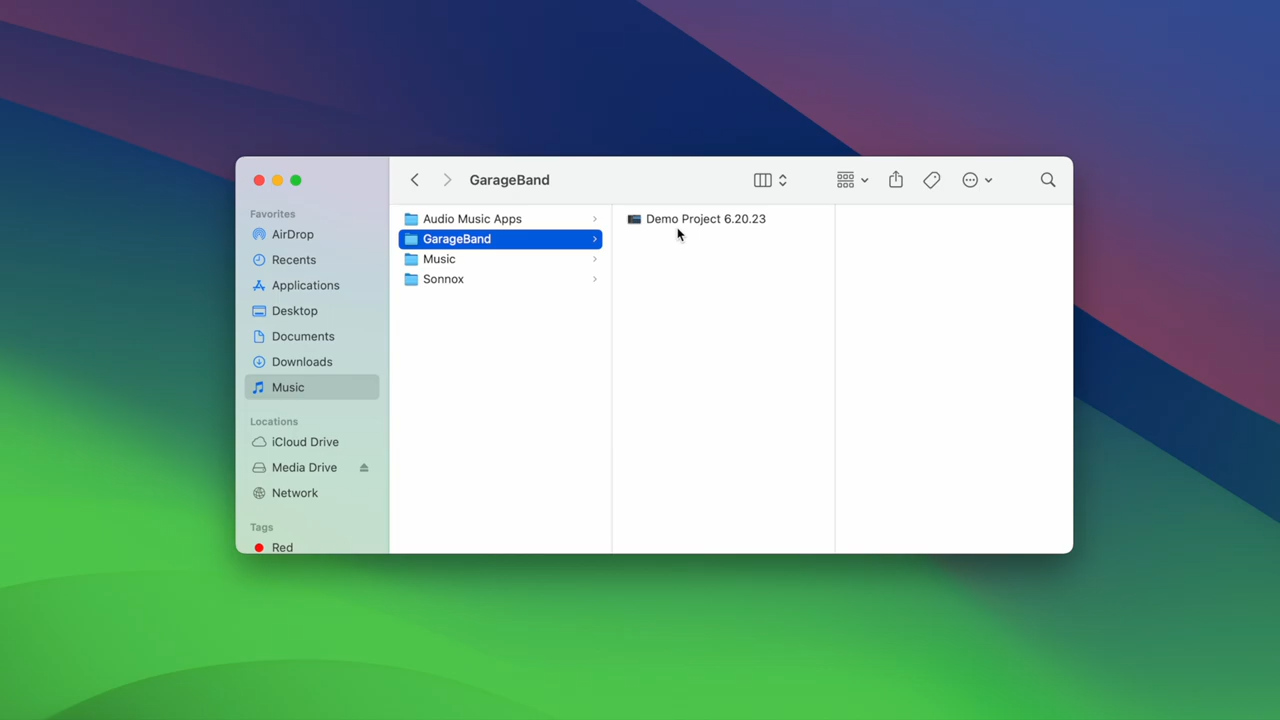 GarageBand
Favorites
AirDrop
Recents
Applications
Desktop
Documents
Downloads
Music
Locations
iCloud Drive
Media Drive
Network
Tags
Red
Audio Music Apps
GarageBand
Music
Sonnox
Demo Project 6.20.23